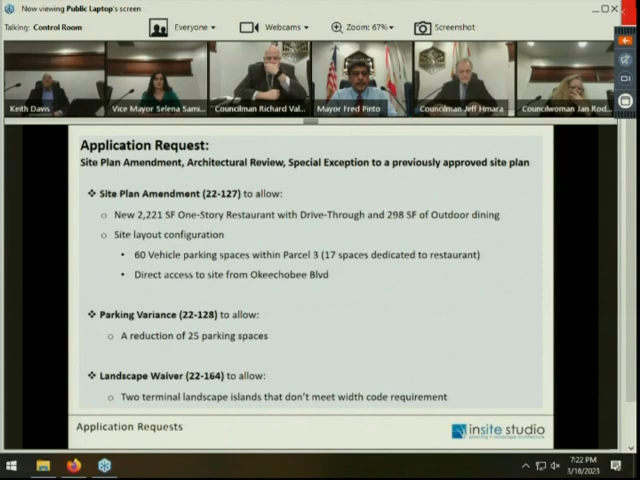 Now viewing Public Laptop's screen
Talking: Control Room
Everyone
Webcams
Zoom: 67%
Screenshot
Keith Davis
Vice Mayor Selena Sami...
Councilman Richard Val...
Mayor Fred Pinto
Councilman Jeff Hmara
Councilwoman Jan Rod...
Application Request:
Site Plan Amendment, Architectural Review, Special Exception to a previously approved site plan
❖ Site Plan Amendment (22-127) to allow:
o New 2,221 SF One-Story Restaurant with Drive-Through and 298 SF of Outdoor dining
o Site layout configuration
• 60 Vehicle parking spaces within Parcel 3 (17 spaces dedicated to restaurant)
• Direct access to site from Okeechobee Blvd
❖ Parking Variance (22-128) to allow:
o A reduction of 25 parking spaces
❖ Landscape Waiver (22-164) to allow:
o Two terminal landscape islands that don't meet width code requirement
Application Requests
insite studio
planning + landscape architecture
7:22 PM
3/16/2023